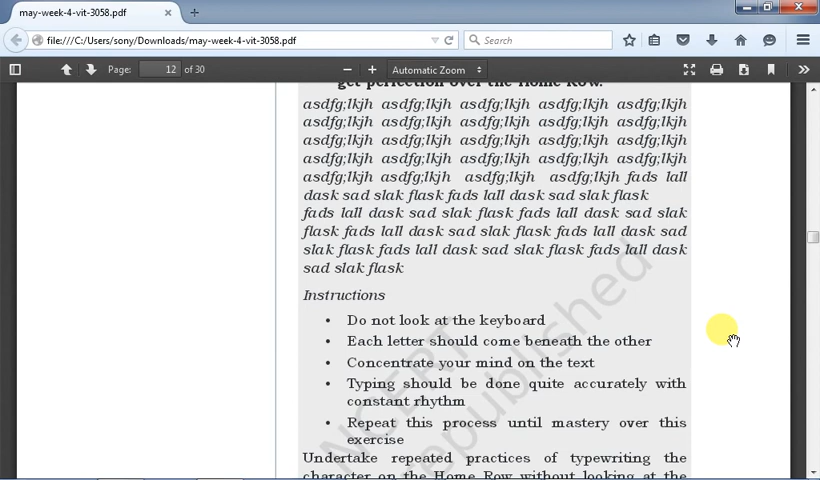 may-week-4-vit-3058.pdf
file:///C:/Users/sony/Downloads/may-week-4-vit-3058.pdf
Search
Page: 12 of 30
Automatic Zoom
get perfection over the Home Row.
asdfg;lkjh asdfg;lkjh asdfg;lkjh asdfg;lkjh asdfg;lkjh
asdfg;lkjh asdfg;lkjh asdfg;lkjh asdfg;lkjh asdfg;lkjh
asdfg;lkjh asdfg;lkjh asdfg;lkjh asdfg;lkjh asdfg;lkjh
asdfg;lkjh asdfg;lkjh asdfg;lkjh asdfg;lkjh asdfg;lkjh
asdfg;lkjh asdfg;lkjh asdfg;lkjh asdfg;lkjh fads lall
dask sad slak flask fads lall dask sad slak flask
fads lall dask sad slak flask fads lall dask sad slak
flask fads lall dask sad slak flask fads lall dask sad
slak flask fads lall dask sad slak flask fads lall dask
sad slak flask
Instructions
• Do not look at the keyboard
• Each letter should come beneath the other
• Concentrate your mind on the text
• Typing should be done quite accurately with
constant rhythm
• Repeat this process until mastery over this
exercise
Undertake repeated practices of typewriting the
character on the Home Row without looking at the
NCERT
republished